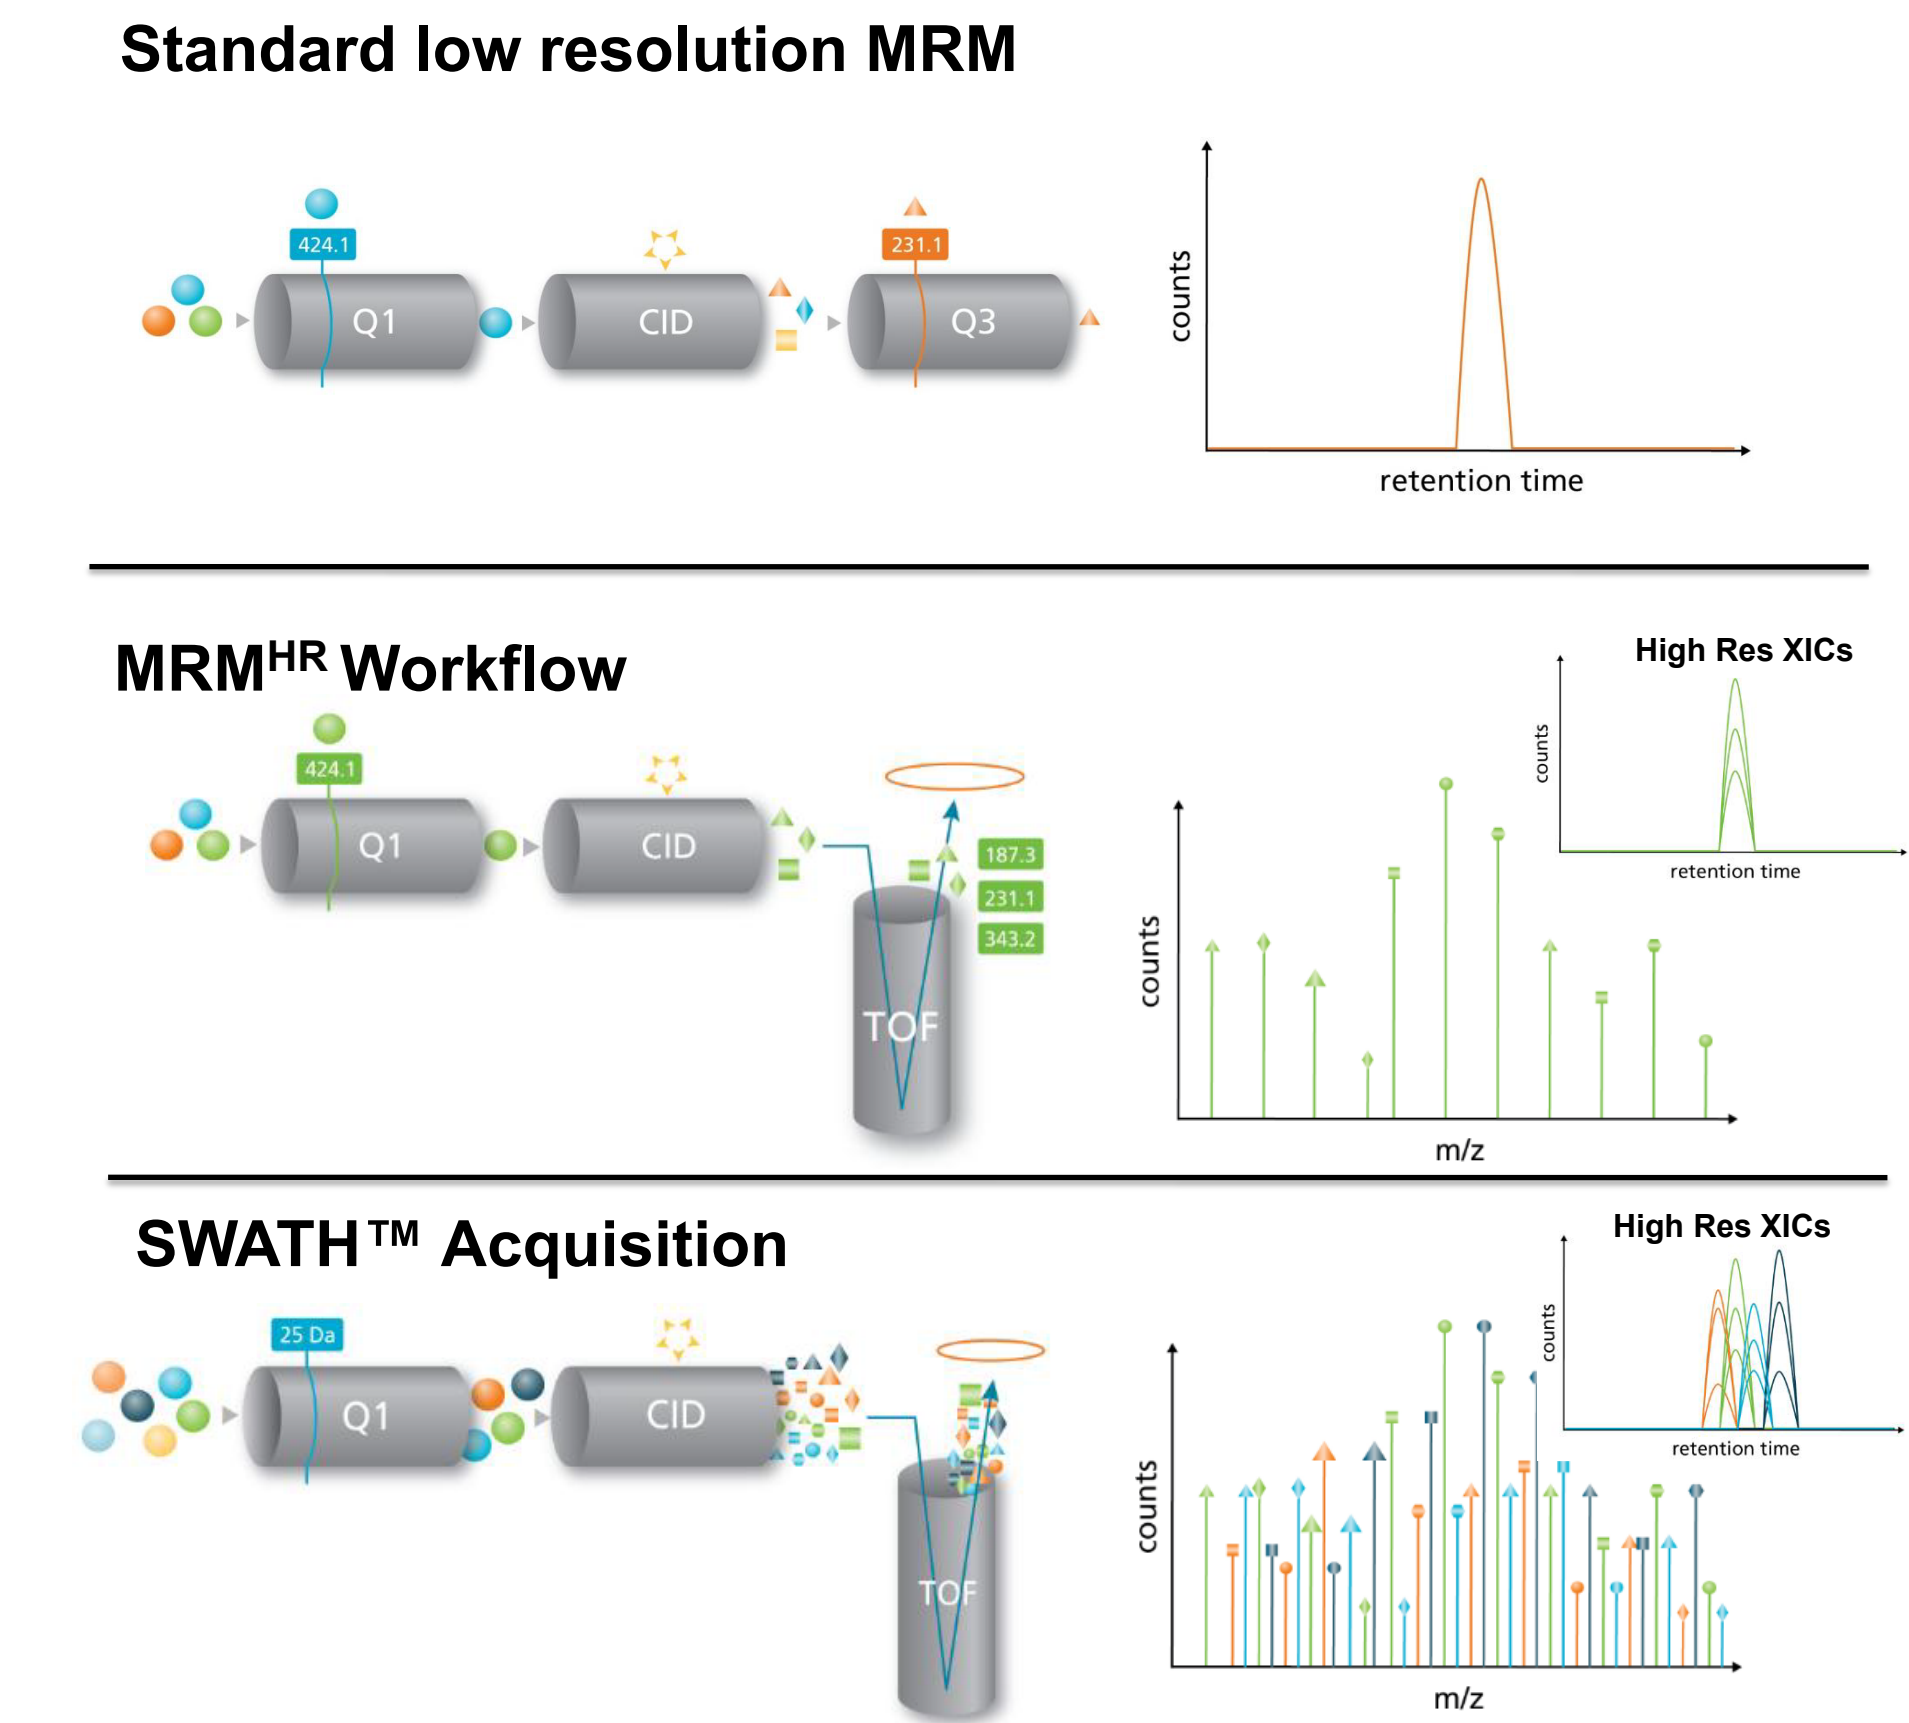 Standard low resolution MRM
424.1
231.1
Q1
CID
Q3
counts
retention time
MRMHR Workflow
High Res XICs
424.1
counts
Q1
CID
187.3
231.1
343.2
retention time
TOF
counts
m/z
SWATH™ Acquisition
High Res XICs
25 Da
counts
Q1
CID
retention time
counts
TOF
m/z